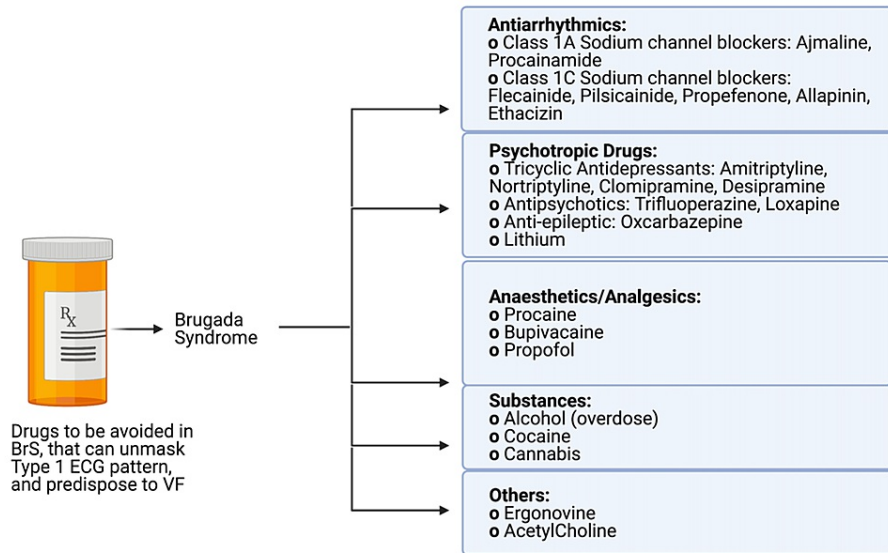 Antiarrhythmics:
o Class 1A Sodium channel blockers: Ajmaline,
Procainamide
o Class 1C Sodium channel blockers:
Flecainide, Pilsicainide, Propefenone, Allapinin,
Ethacizin
Psychotropic Drugs:
o Tricyclic Antidepressants: Amitriptyline,
Nortriptyline, Clomipramine, Desipramine
o Antipsychotics: Trifluoperazine, Loxapine
o Anti-epileptic: Oxcarbazepine
o Lithium
Rx
Brugada
Syndrome
Anaesthetics/Analgesics:
o Procaine
o Bupivacaine
o Propofol
Drugs to be avoided in
BrS, that can unmask
Type 1 ECG pattern,
and predispose to VF
Substances:
o Alcohol (overdose)
o Cocaine
o Cannabis
Others:
o Ergonovine
o AcetylCholine